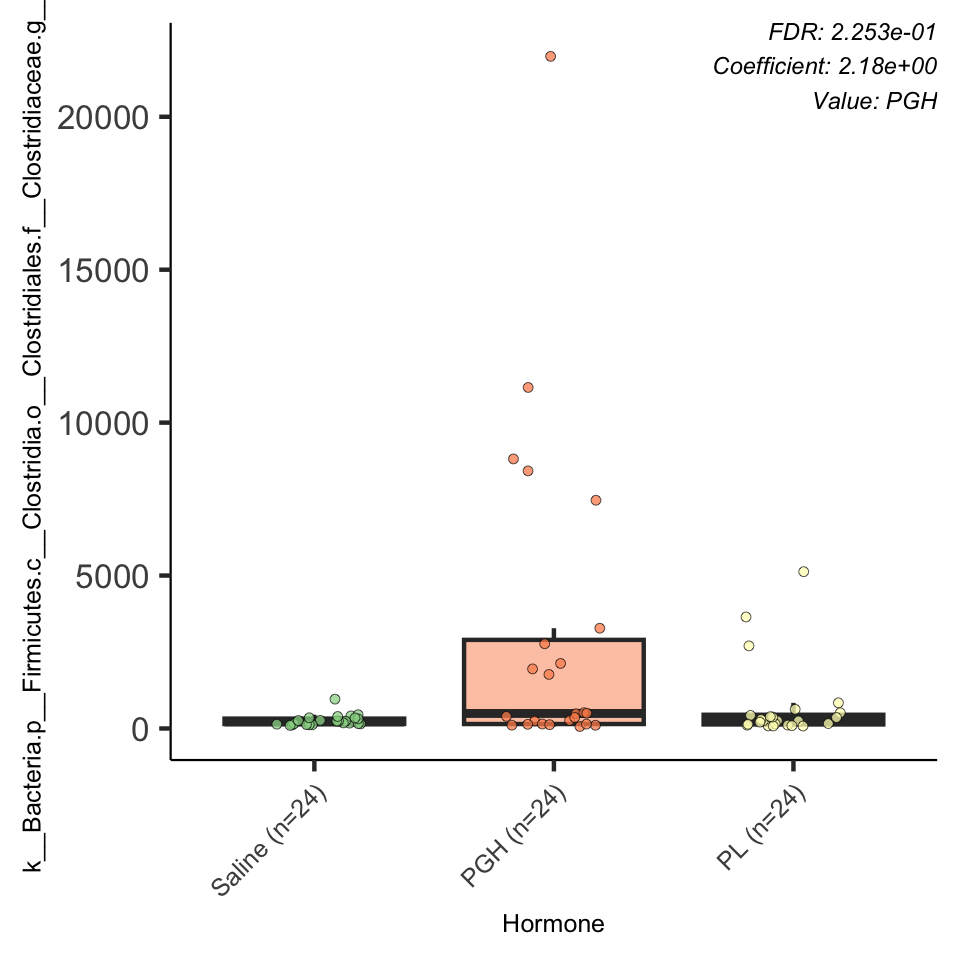 FDR: 2.253e-01
Coefficient: 2.18e+00
Value: PGH
k__Bacteria.p__Firmicutes.c__Clostridia.o__Clostridiales.f__Clostridiaceae.g_
20000
15000
10000
5000
0
Saline (n=24)
PGH (n=24)
PL (n=24)
Hormone